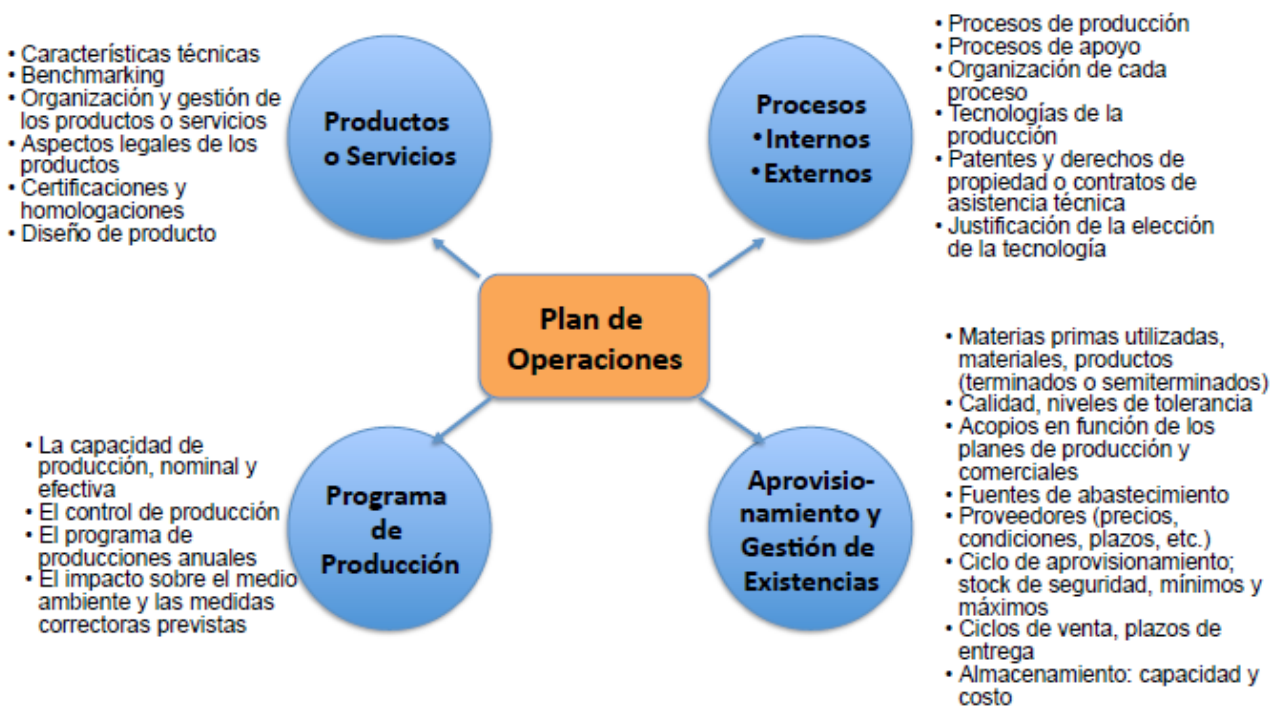 • Características técnicas
• Benchmarking
• Organización y gestión de
los productos o servicios
• Aspectos legales de los
productos
• Certificaciones y
homologaciones
• Diseño de producto
Productos
o Servicios
Procesos
• Internos
• Externos
• Procesos de producción
• Procesos de apoyo
• Organización de cada
proceso
• Tecnologías de la
producción
• Patentes y derechos de
propiedad o contratos de
asistencia técnica
• Justificación de la elección
de la tecnología
Plan de
Operaciones
• La capacidad de
producción, nominal y
efectiva
• El control de producción
• El programa de
producciones anuales
• El impacto sobre el medio
ambiente y las medidas
correctoras previstas
Programa
de
Producción
Aprovisio-
namiento y
Gestión de
Existencias
• Materias primas utilizadas,
materiales, productos
(terminados o semiterminados)
• Calidad, niveles de tolerancia
• Acopios en función de los
planes de producción y
comerciales
• Fuentes de abastecimiento
• Proveedores (precios,
condiciones, plazos, etc.)
• Ciclo de aprovisionamiento;
stock de seguridad, mínimos y
máximos
• Ciclos de venta, plazos de
entrega
• Almacenamiento: capacidad y
costo